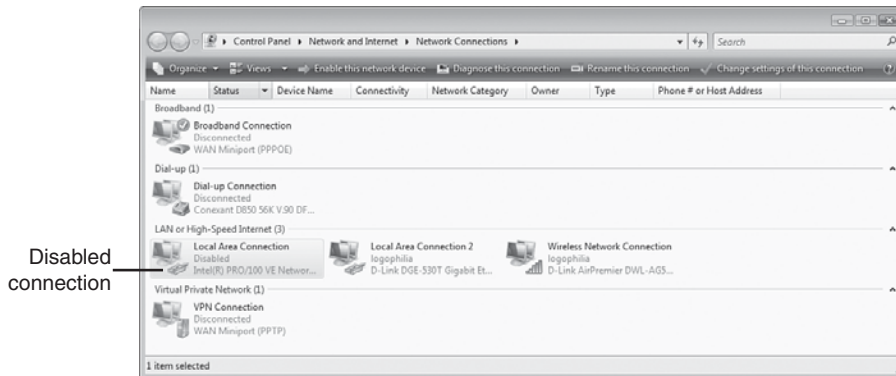 Control Panel ▸ Network and Internet ▸ Network Connections ▸ Search
Organize Views Enable this network device Diagnose this connection Rename this connection Change settings of this connection
Name Status Device Name Connectivity Network Category Owner Type Phone # or Host Address
Broadband (1)
Broadband Connection
Disconnected
WAN Miniport (PPPOE)
Dial-up (1)
Dial-up Connection
Disconnected
Conexant D850 56K V.90 DF...
LAN or High-Speed Internet (3)
Local Area Connection
Disabled
Intel(R) PRO/100 VE Networ...
Local Area Connection 2
logophilia
D-Link DGE-530T Gigabit Et...
Wireless Network Connection
logophilia
D-Link AirPremier DWL-AG5...
Disabled
connection
Virtual Private Network (1)
VPN Connection
Disconnected
WAN Miniport (PPTP)
1 item selected